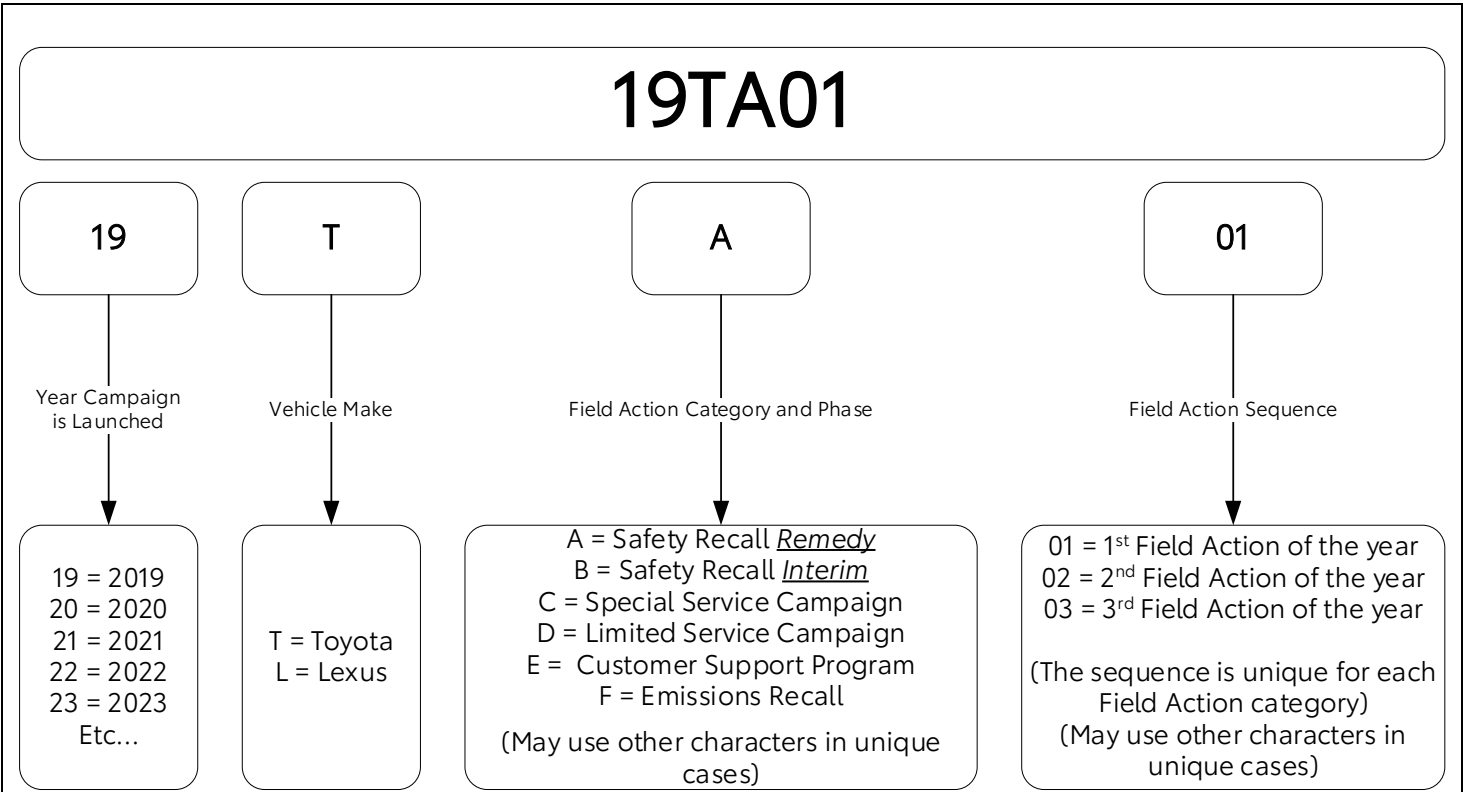 19TA01
19
T
A
01
Year Campaign
is Launched
Vehicle Make
Field Action Category and Phase
Field Action Sequence
19 = 2019
20 = 2020
21 = 2021
22 = 2022
23 = 2023
Etc...
T = Toyota
L = Lexus
A = Safety Recall Remedy
B = Safety Recall Interim
C = Special Service Campaign
D = Limited Service Campaign
E =  Customer Support Program
F = Emissions Recall
(May use other characters in unique
cases)
01 = 1st Field Action of the year
02 = 2nd Field Action of the year
03 = 3rd Field Action of the year
(The sequence is unique for each
Field Action category)
(May use other characters in
unique cases)